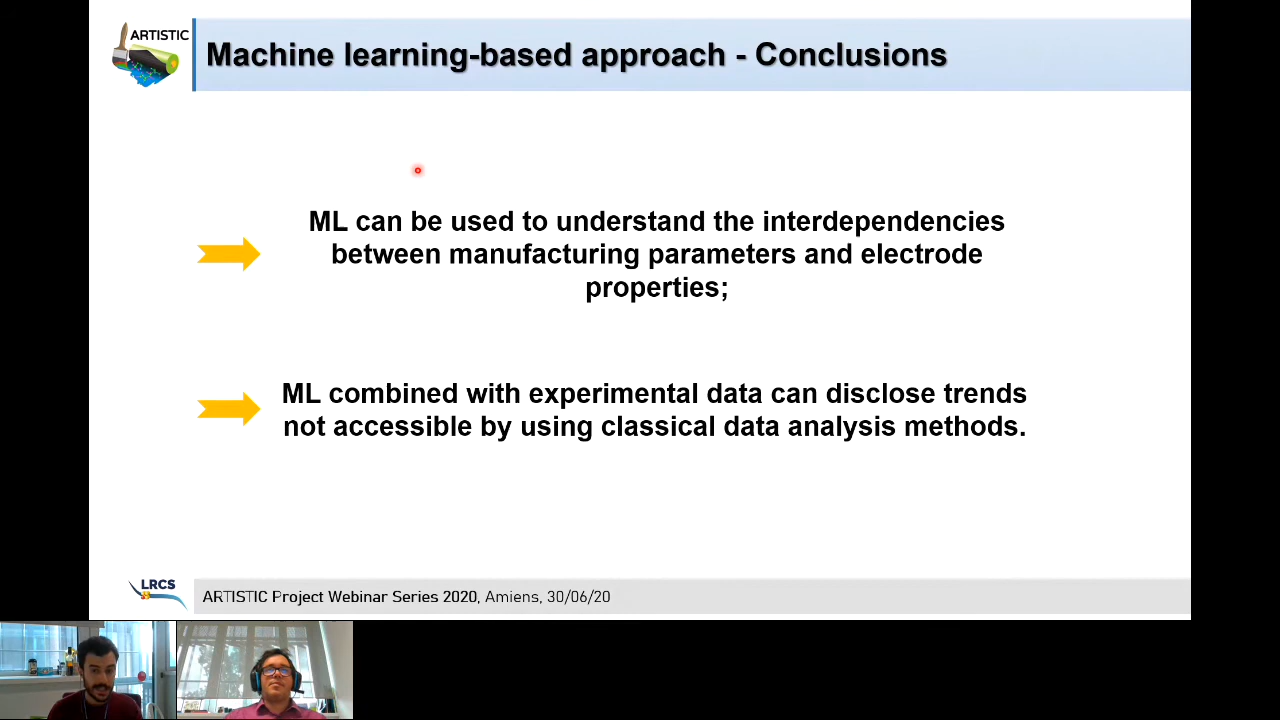 ARTISTIC
Machine learning-based approach - Conclusions
ML can be used to understand the interdependencies
between manufacturing parameters and electrode
properties;
ML combined with experimental data can disclose trends
not accessible by using classical data analysis methods.
LRCS
ARTISTIC Project Webinar Series 2020, Amiens, 30/06/20